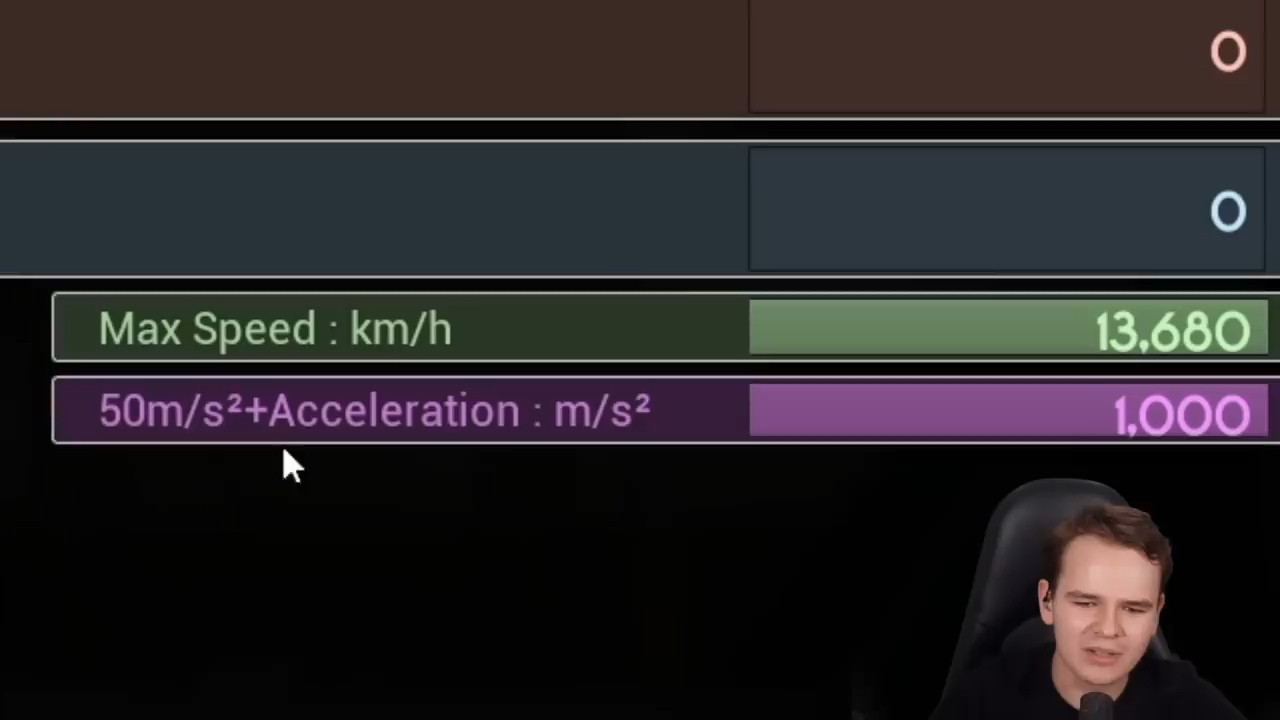 0
0
Max Speed : km/h 13,680
50m/s²+Acceleration : m/s² 1,000